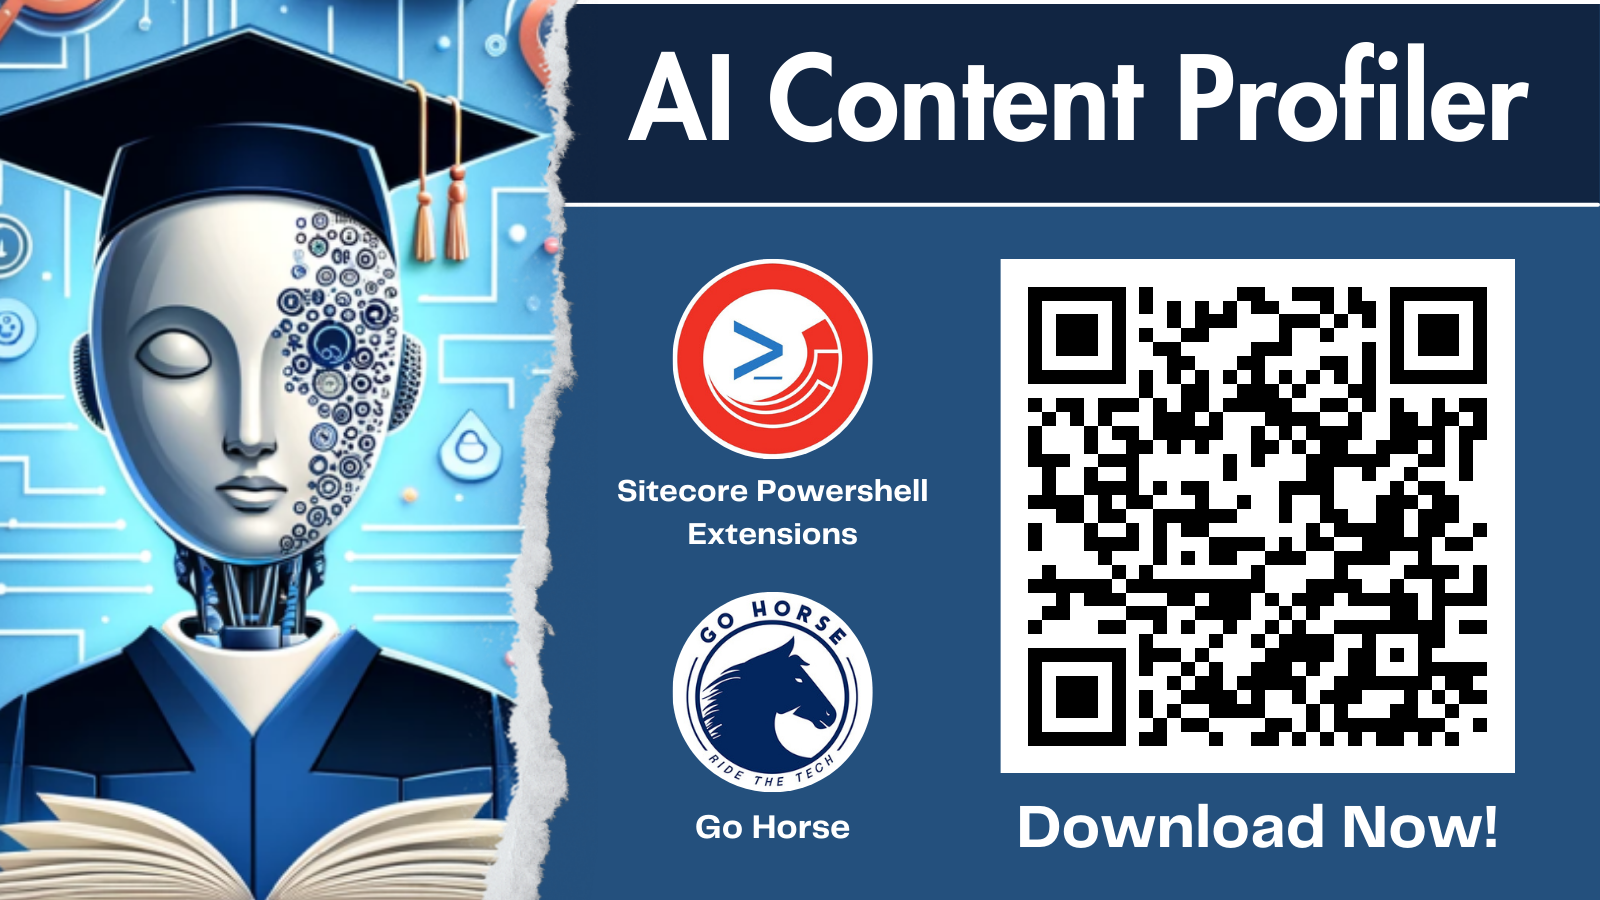 AI Content Profiler
Sitecore Powershell
Extensions
GO HORSE
RIDE THE TECH
Go Horse
Download Now!